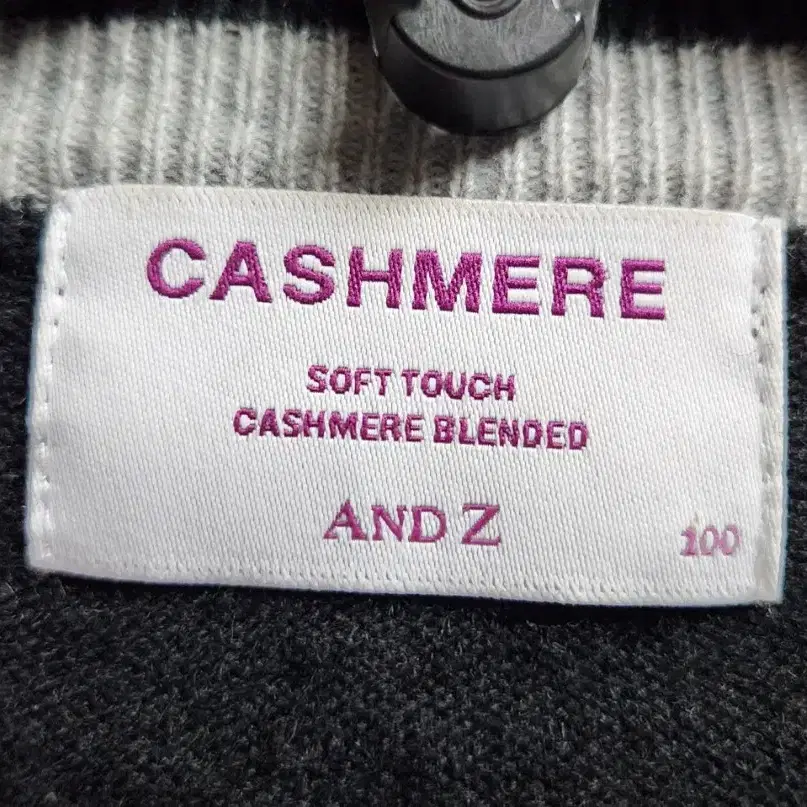 CASHMERE
SOFT TOUCH
CASHMERE BLENDED
AND Z
100